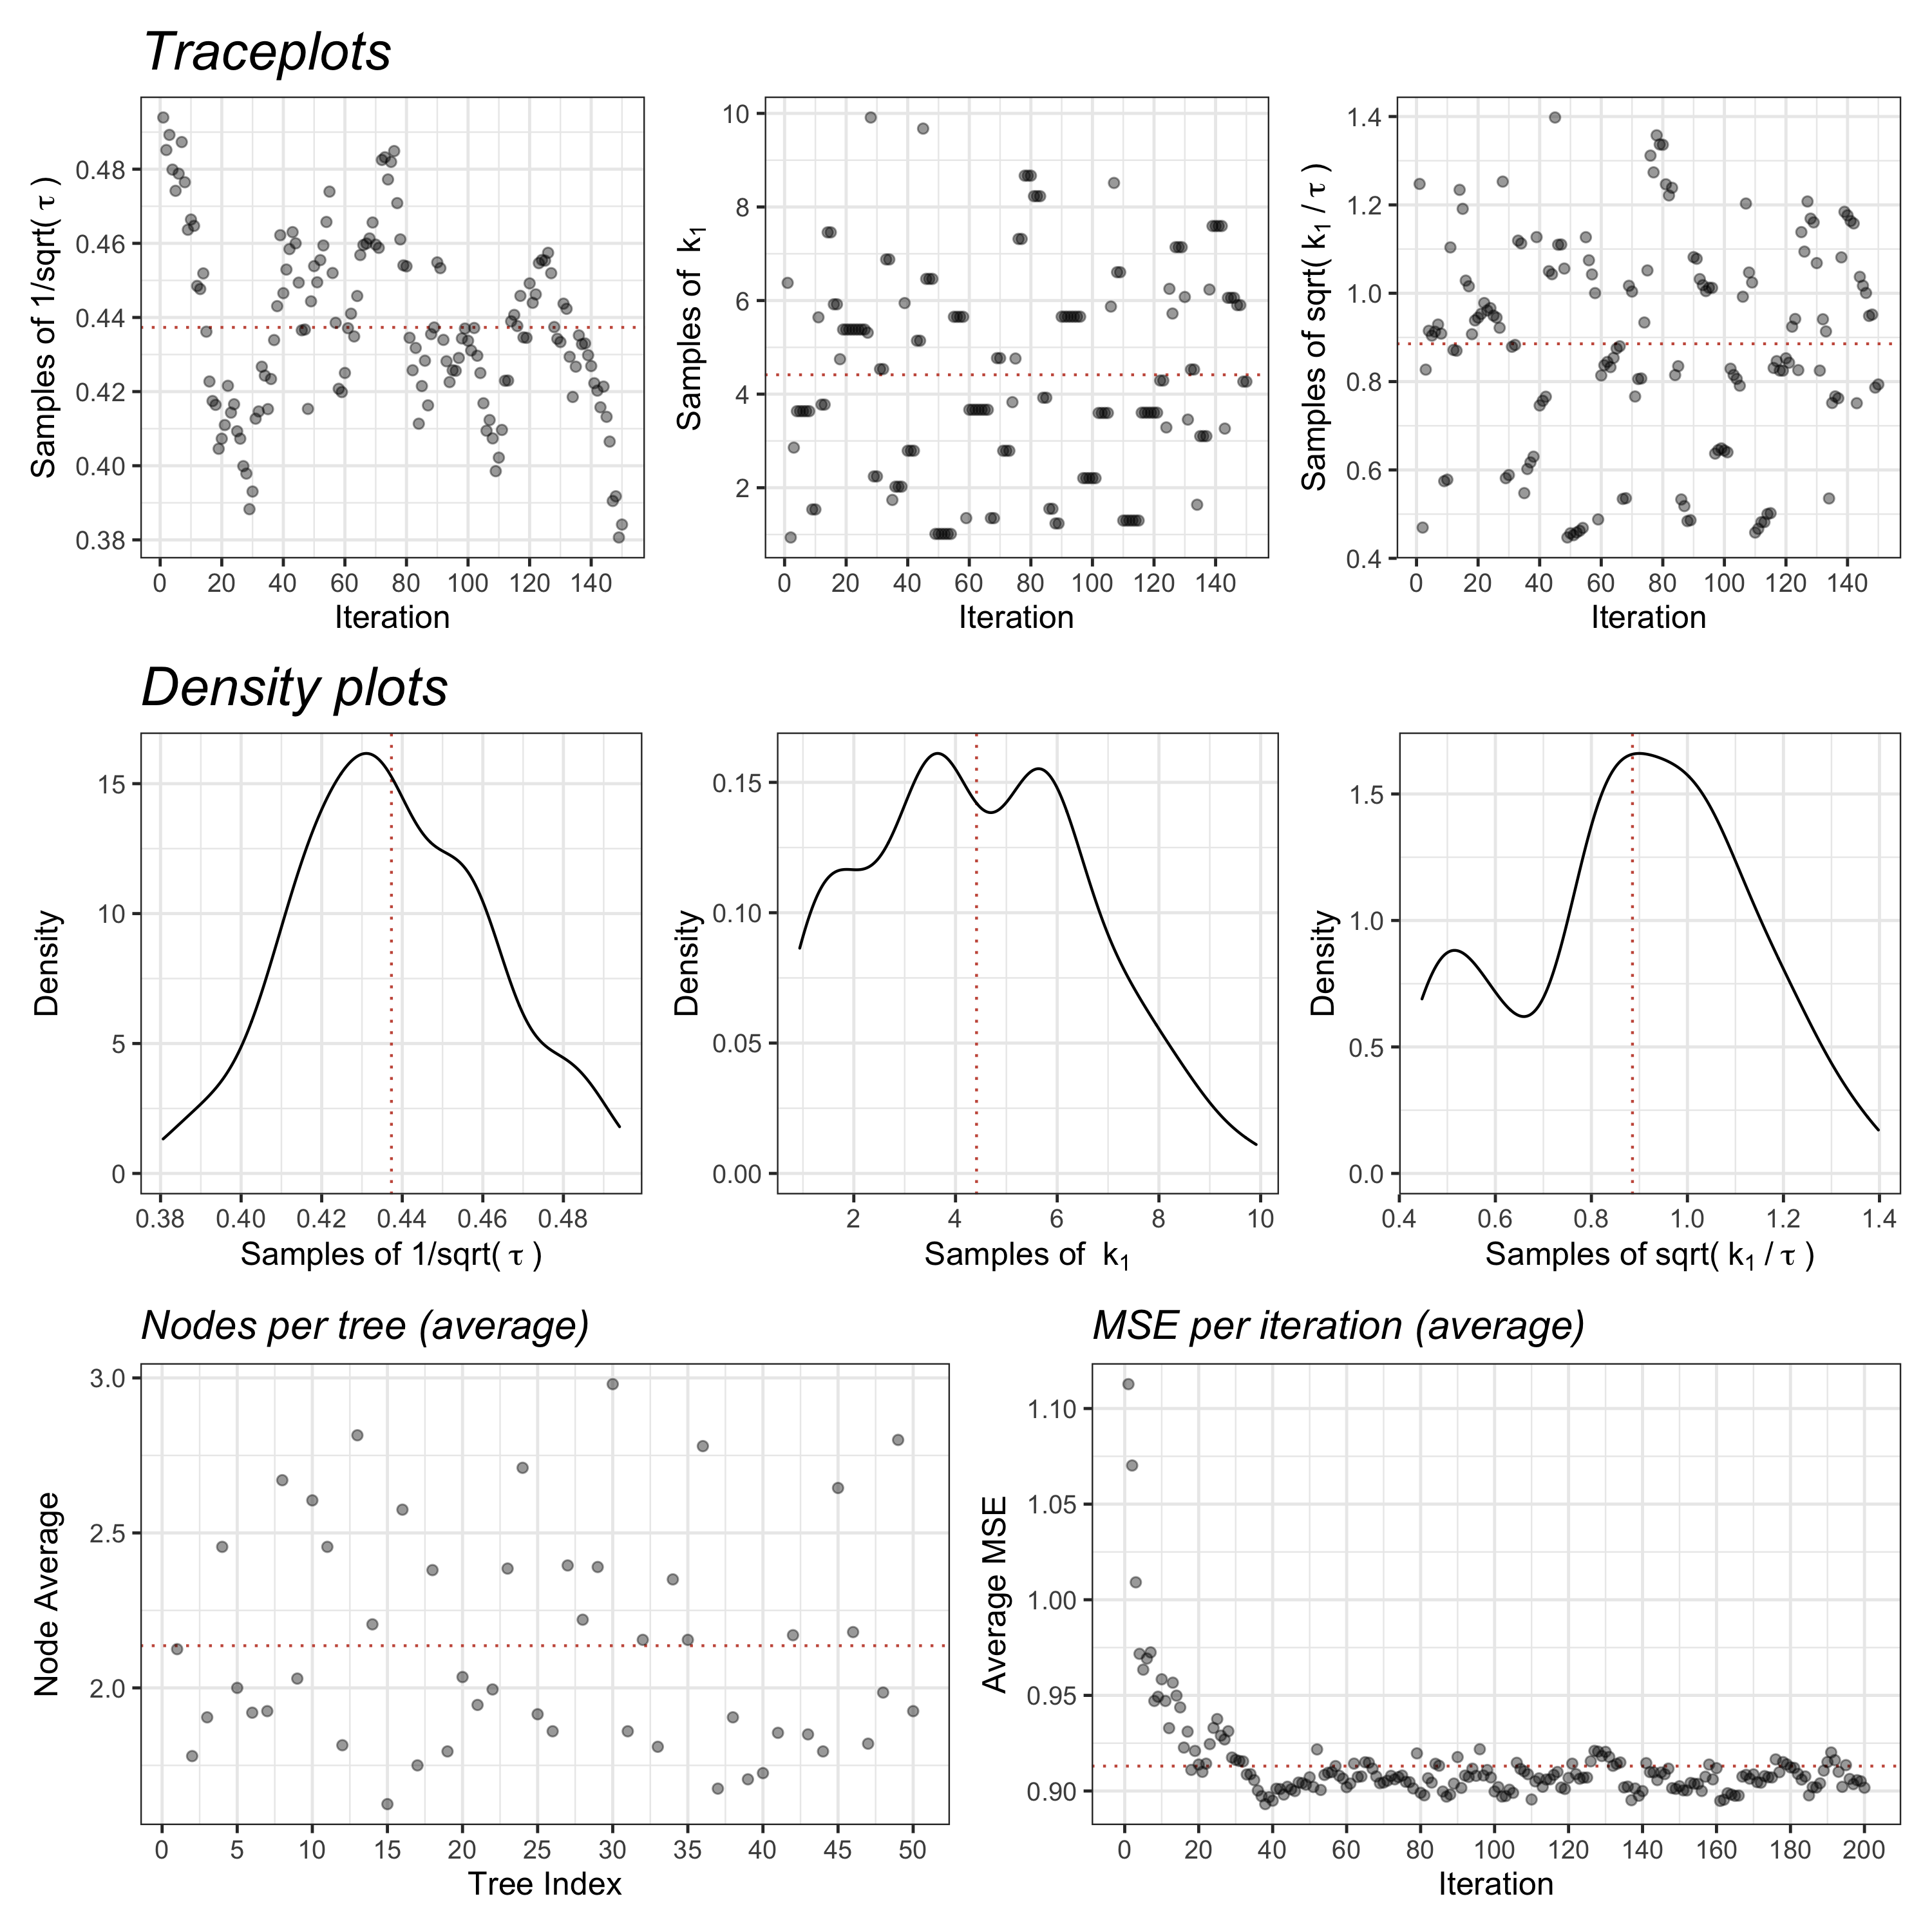 Traceplots
Samples of 1/sqrt( τ )
0.48
0.46
0.44
0.42
0.40
0.38
0 20 40 60 80 100 120 140
Iteration
Samples of k₁
10
8
6
4
2
0 20 40 60 80 100 120 140
Iteration
Samples of sqrt( k₁ / τ )
1.4
1.2
1.0
0.8
0.6
0.4
0 20 40 60 80 100 120 140
Iteration
Density plots
Density
15
10
5
0
0.38 0.40 0.42 0.44 0.46 0.48
Samples of 1/sqrt( τ )
Density
0.15
0.10
0.05
0.00
2 4 6 8 10
Samples of k₁
Density
1.5
1.0
0.5
0.0
0.4 0.6 0.8 1.0 1.2 1.4
Samples of sqrt( k₁ / τ )
Nodes per tree (average)
Node Average
3.0
2.5
2.0
0 5 10 15 20 25 30 35 40 45 50
Tree Index
MSE per iteration (average)
Average MSE
1.10
1.05
1.00
0.95
0.90
0 20 40 60 80 100 120 140 160 180 200
Iteration